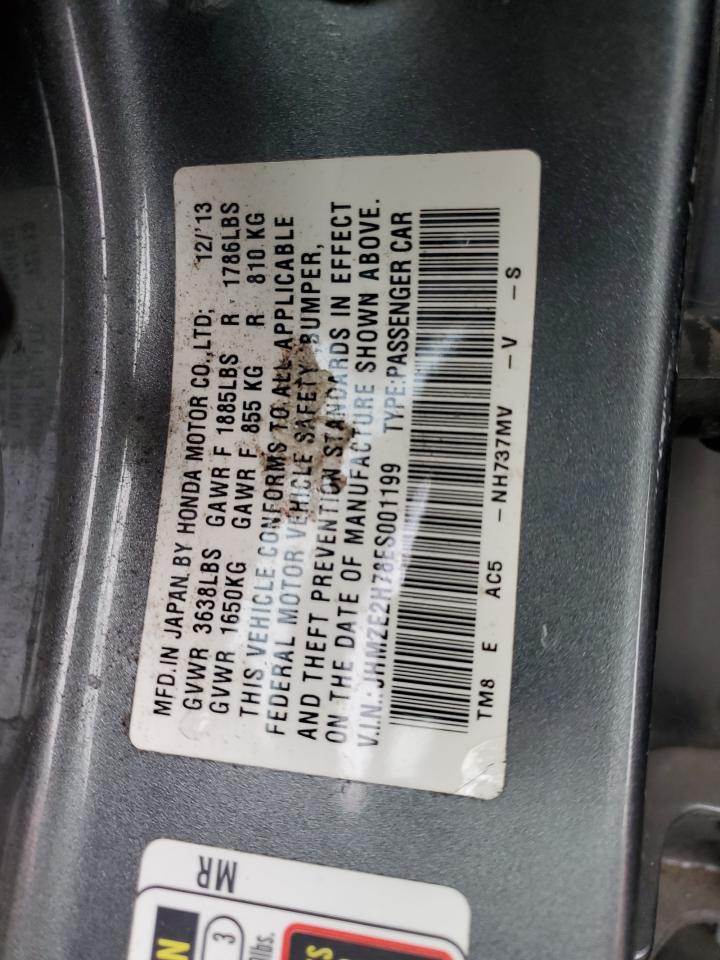 MFD. IN JAPAN BY HONDA MOTOR CO.,LTD; 12/'13
GVWR 3638LBS GAWR F 1885LBS R 1786LBS
GVWR 1650KG GAWR F 855 KG R 810 KG
THIS VEHICLE CONFORMS TO ALL APPLICABLE
FEDERAL MOTOR VEHICLE SAFETY, BUMPER,
AND THEFT PREVENTION STANDARDS IN EFFECT
ON THE DATE OF MANUFACTURE SHOWN ABOVE.
V.I.N.: JHMZE2H78ES001199 TYPE:PASSENGER CAR
TM8 E AC5 -NH737MV -V -S
MR
3